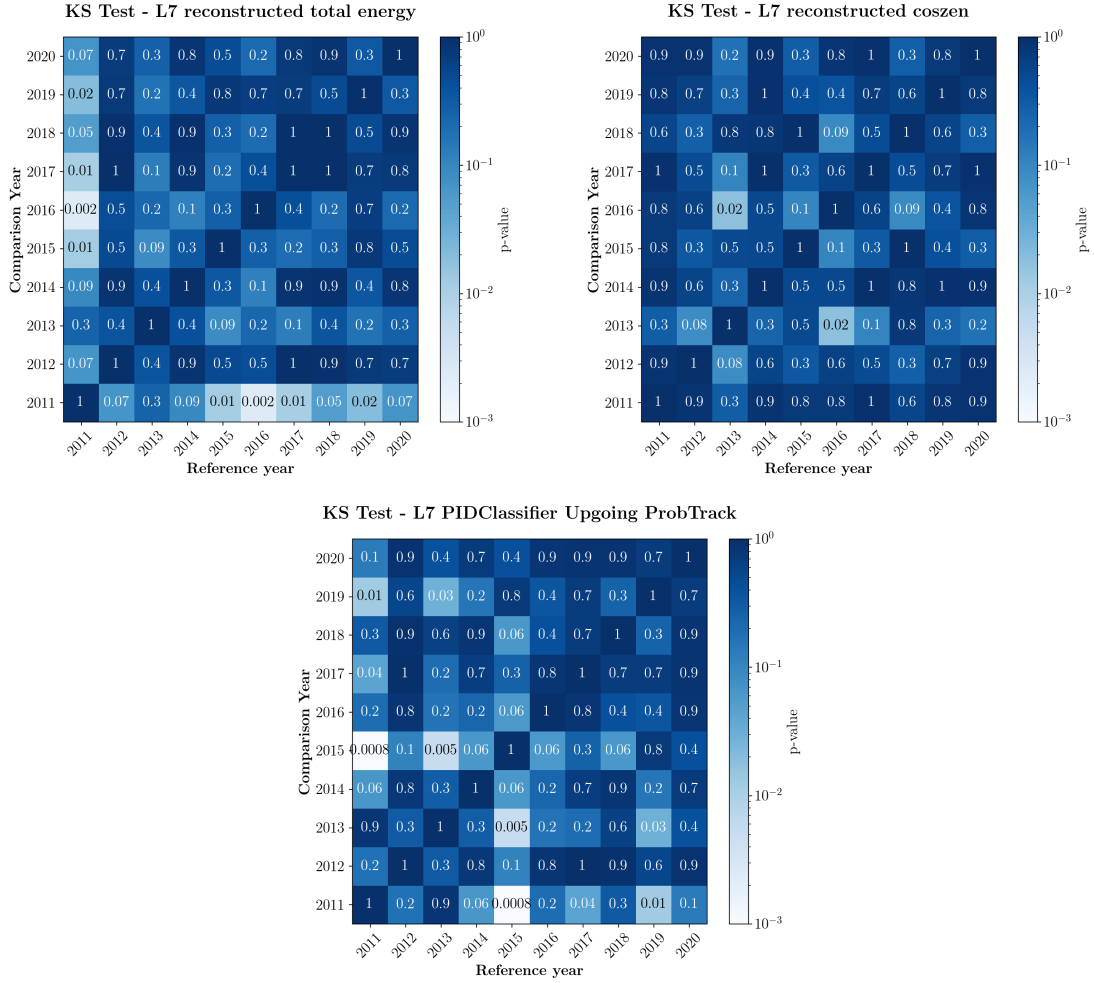 KS Test - L7 reconstructed total energy
2020 0.07 0.7 0.3 0.8 0.5 0.2 0.8 0.9 0.3 1
2019 0.02 0.7 0.2 0.4 0.8 0.7 0.7 0.5 1 0.3
2018 0.05 0.9 0.4 0.9 0.3 0.2 1 1 0.5 0.9
2017 0.01 1 0.1 0.9 0.2 0.4 1 1 0.7 0.8
2016 0.002 0.5 0.2 0.1 0.3 1 0.4 0.2 0.7 0.2
2015 0.01 0.5 0.09 0.3 1 0.3 0.2 0.3 0.8 0.5
2014 0.09 0.9 0.4 1 0.3 0.1 0.9 0.9 0.4 0.8
2013 0.3 0.4 1 0.4 0.09 0.2 0.1 0.4 0.2 0.3
2012 0.07 1 0.4 0.9 0.5 0.5 1 0.9 0.7 0.7
2011 1 0.07 0.3 0.09 0.01 0.002 0.01 0.05 0.02 0.07
2011 2012 2013 2014 2015 2016 2017 2018 2019 2020
Reference year
Comparison Year
10^0
10^-1
10^-2
10^-3
p-value
KS Test - L7 reconstructed coszen
2020 0.9 0.9 0.2 0.9 0.3 0.8 1 0.3 0.8 1
2019 0.8 0.7 0.3 1 0.4 0.4 0.7 0.6 1 0.8
2018 0.6 0.3 0.8 0.8 1 0.09 0.5 1 0.6 0.3
2017 1 0.5 0.1 1 0.3 0.6 1 0.5 0.7 1
2016 0.8 0.6 0.02 0.5 0.1 1 0.6 0.09 0.4 0.8
2015 0.8 0.3 0.5 0.5 1 0.1 0.3 1 0.4 0.3
2014 0.9 0.6 0.3 1 0.5 0.5 1 0.8 1 0.9
2013 0.3 0.08 1 0.3 0.5 0.02 0.1 0.8 0.3 0.2
2012 0.9 1 0.08 0.6 0.3 0.6 0.5 0.3 0.7 0.9
2011 1 0.9 0.3 0.9 0.8 0.8 1 0.6 0.8 0.9
2011 2012 2013 2014 2015 2016 2017 2018 2019 2020
Reference year
Comparison Year
10^0
10^-1
10^-2
10^-3
p-value
KS Test - L7 PIDClassifier Upgoing ProbTrack
2020 0.1 0.9 0.4 0.7 0.4 0.9 0.9 0.9 0.7 1
2019 0.01 0.6 0.03 0.2 0.8 0.4 0.7 0.3 1 0.7
2018 0.3 0.9 0.6 0.9 0.06 0.4 0.7 1 0.3 0.9
2017 0.04 1 0.2 0.7 0.3 0.8 1 0.7 0.7 0.9
2016 0.2 0.8 0.2 0.2 0.06 1 0.8 0.4 0.4 0.9
2015 0.0008 0.1 0.005 0.06 1 0.06 0.3 0.06 0.8 0.4
2014 0.06 0.8 0.3 1 0.06 0.2 0.7 0.9 0.2 0.7
2013 0.9 0.3 1 0.3 0.005 0.2 0.2 0.6 0.03 0.4
2012 0.2 1 0.3 0.8 0.1 0.8 1 0.9 0.6 0.9
2011 1 0.2 0.9 0.06 0.0008 0.2 0.04 0.3 0.01 0.1
2011 2012 2013 2014 2015 2016 2017 2018 2019 2020
Reference year
Comparison Year
10^0
10^-1
10^-2
10^-3
p-value